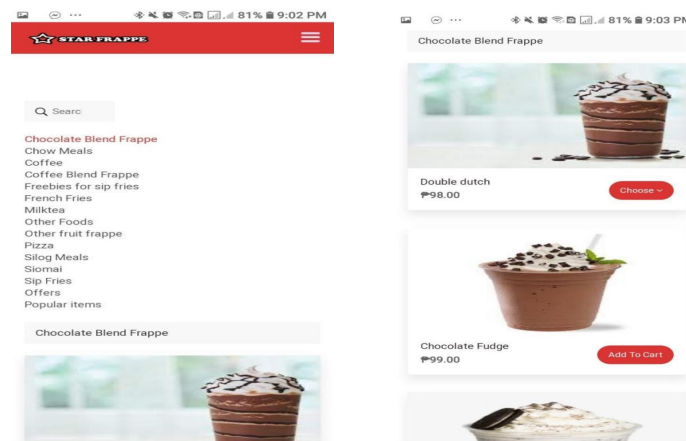 81% 9:02 PM
STAR FRAPPE
Searc
Chocolate Blend Frappe
Chow Meals
Coffee
Coffee Blend Frappe
Freebies for sip fries
French Fries
Milktea
Other Foods
Other fruit frappe
Pizza
Silog Meals
Siomai
Sip Fries
Offers
Popular items
Chocolate Blend Frappe
81% 9:03 PM
Chocolate Blend Frappe
Double dutch
₱98.00
Choose
Chocolate Fudge
₱99.00
Add To Cart